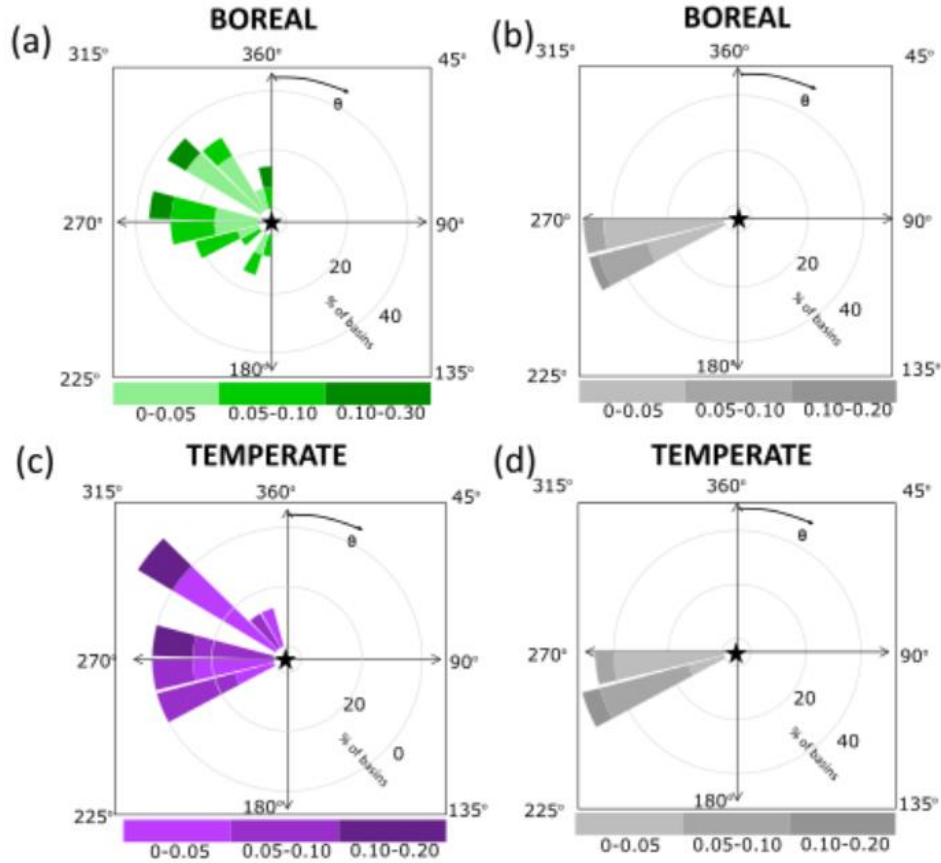 (a)
BOREAL
315° 360° 45°
θ
270° 90°
20
40
% of basins
225° 180° 135°
0-0.05 0.05-0.10 0.10-0.30
(b)
BOREAL
315° 360° 45°
θ
270° 90°
20
40
% of basins
225° 180° 135°
0-0.05 0.05-0.10 0.10-0.20
(c)
TEMPERATE
315° 360° 45°
θ
270° 90°
20
0
% of basins
225° 180° 135°
0-0.05 0.05-0.10 0.10-0.20
(d)
TEMPERATE
315° 360° 45°
θ
270° 90°
20
40
% of basins
225° 180° 135°
0-0.05 0.05-0.10 0.10-0.20